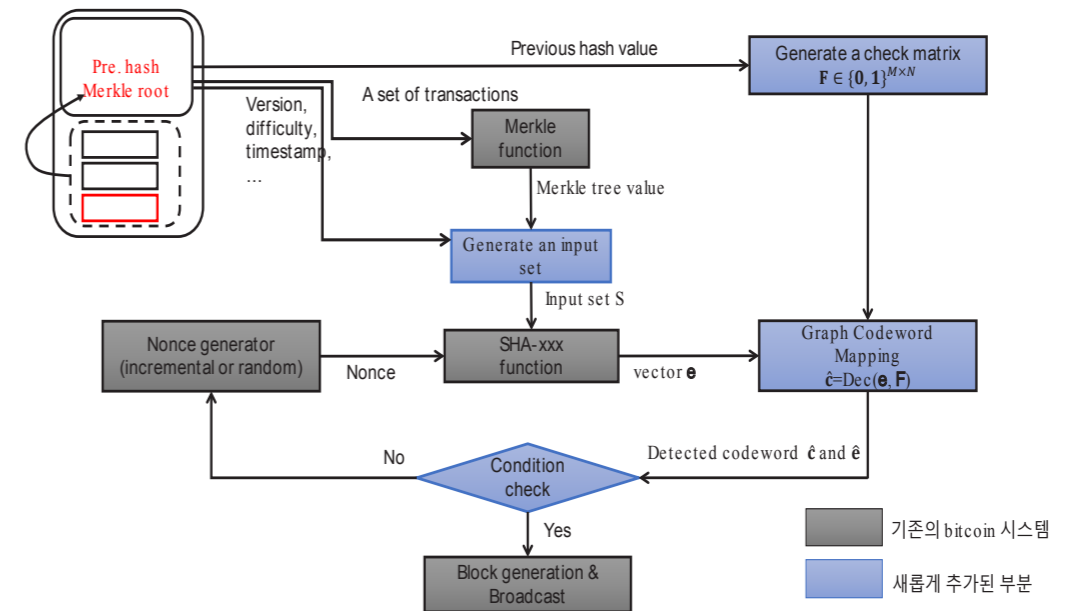 Pre. hash
Merkle root
Previous hash value
Generate a check matrix
𝐅 ∈ {𝟎, 𝟏}^{M×N}
A set of transactions
Version,
difficulty,
timestamp,
…
Merkle
function
Merkle tree value
Generate an input
set
Input set S
Nonce generator
(incremental or random)
Nonce
SHA-xxx
function
vector e
Graph Codeword
Mapping
ĉ=Dec(e, F)
Detected codeword ĉ and ê
No
Condition
check
Yes
Block generation &
Broadcast
기존의 bitcoin 시스템
새롭게 추가된 부분